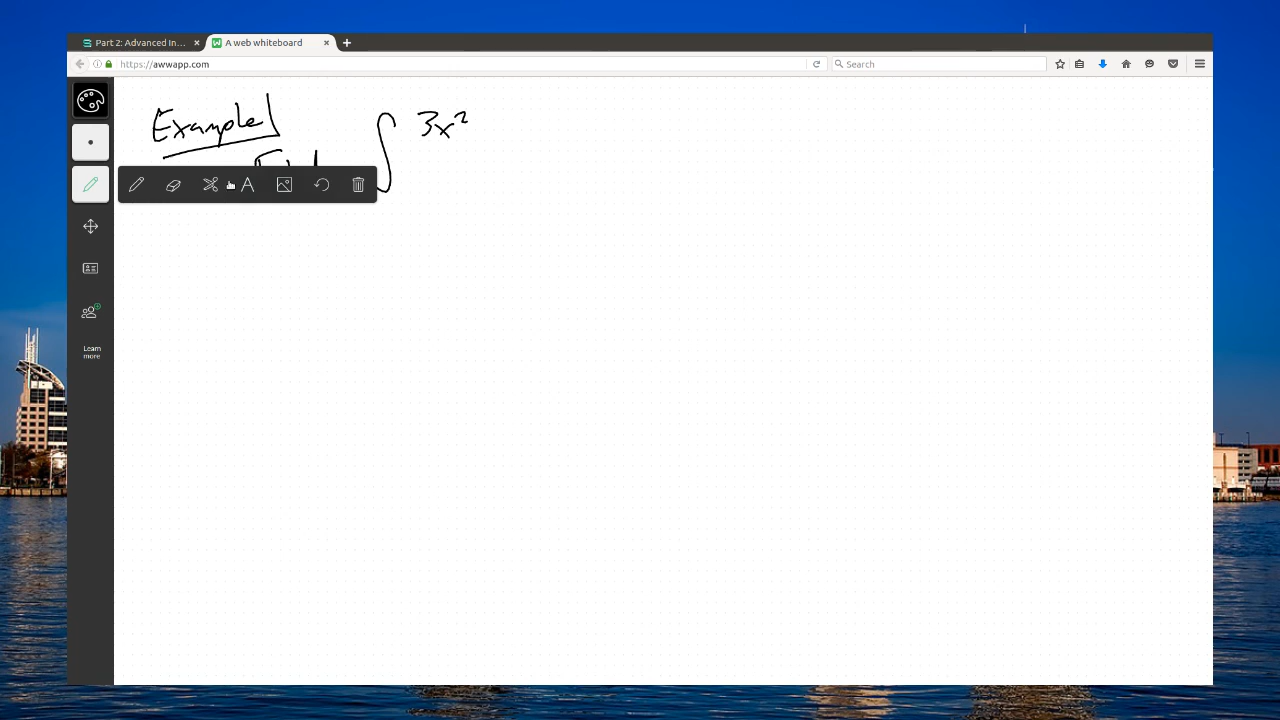 Part 2: Advanced In...
A web whiteboard
https://awwapp.com
Search
Example
∫ 3x²
A
Learn
more